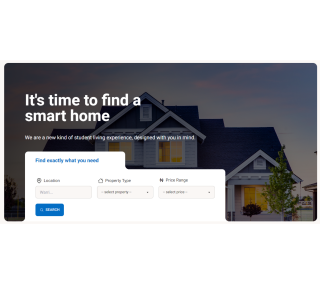 It's time to find a
smart home
We are a new kind of student living experience, designed with you in mind.
Find exactly what you need
Location
Property Type
Price Range
--select property--
--select price--
SEARCH